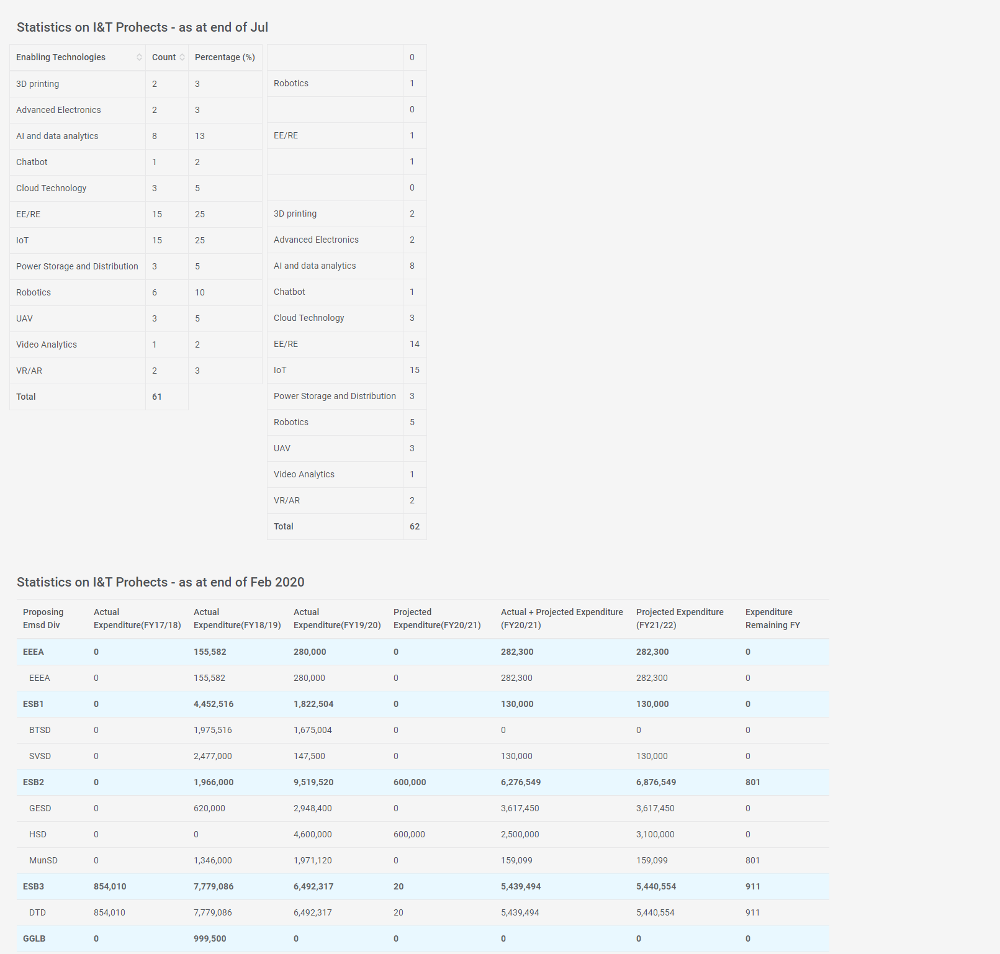 Statistics on I&T Prohects - as at end of Jul
Enabling Technologies Count Percentage (%)
3D printing 2 3
Advanced Electronics 2 3
AI and data analytics 8 13
Chatbot 1 2
Cloud Technology 3 5
EE/RE 15 25
IoT 15 25
Power Storage and Distribution 3 5
Robotics 6 10
UAV 3 5
Video Analytics 1 2
VR/AR 2 3
Total 61
0
Robotics 1
0
EE/RE 1
1
0
3D printing 2
Advanced Electronics 2
AI and data analytics 8
Chatbot 1
Cloud Technology 3
EE/RE 14
IoT 15
Power Storage and Distribution 3
Robotics 5
UAV 3
Video Analytics 1
VR/AR 2
Total 62
Statistics on I&T Prohects - as at end of Feb 2020
Proposing Actual Actual Actual Projected Actual + Projected Expenditure Projected Expenditure Expenditure
Emsd Div Expenditure(FY17/18) Expenditure(FY18/19) Expenditure(FY19/20) Expenditure(FY20/21) (FY20/21) (FY21/22) Remaining FY
EEEA 0 155,582 280,000 0 282,300 282,300 0
EEEA 0 155,582 280,000 0 282,300 282,300 0
ESB1 0 4,452,516 1,822,504 0 130,000 130,000 0
BTSD 0 1,975,516 1,675,004 0 0 0 0
SVSD 0 2,477,000 147,500 0 130,000 130,000 0
ESB2 0 1,966,000 9,519,520 600,000 6,276,549 6,876,549 801
GESD 0 620,000 2,948,400 0 3,617,450 3,617,450 0
HSD 0 0 4,600,000 600,000 2,500,000 3,100,000 0
MunSD 0 1,346,000 1,971,120 0 159,099 159,099 801
ESB3 854,010 7,779,086 6,492,317 20 5,439,494 5,440,554 911
DTD 854,010 7,779,086 6,492,317 20 5,439,494 5,440,554 911
GGLB 0 999,500 0 0 0 0 0